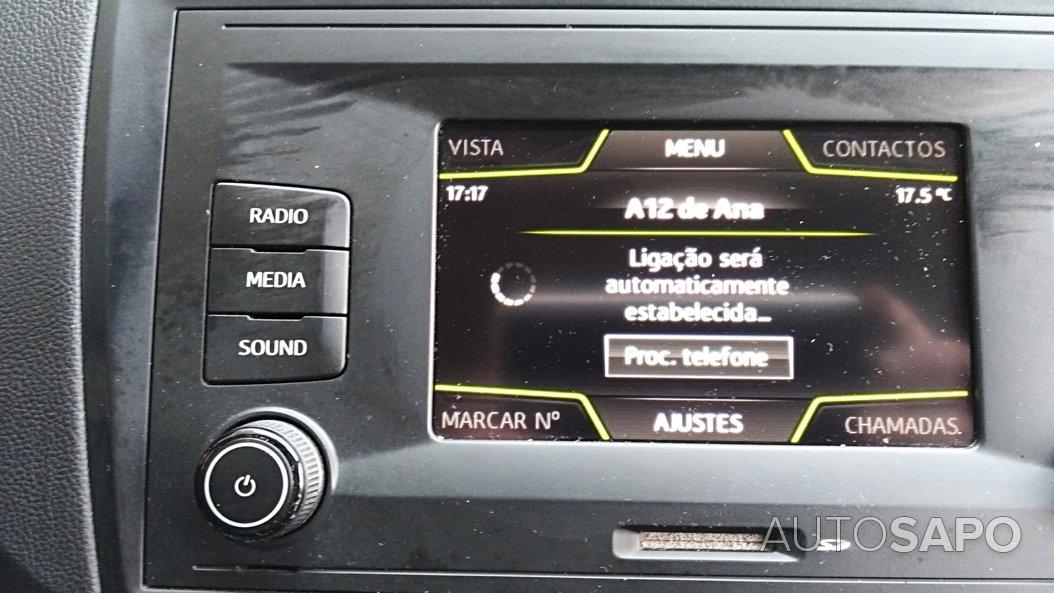 VISTA MENU CONTACTOS
17:17 17.5 °C
A12 de Ana
Ligação será
automaticamente
estabelecida...
Proc. telefone
MARCAR Nº AJUSTES CHAMADAS
RADIO
MEDIA
SOUND
SD
AUTOSAPO